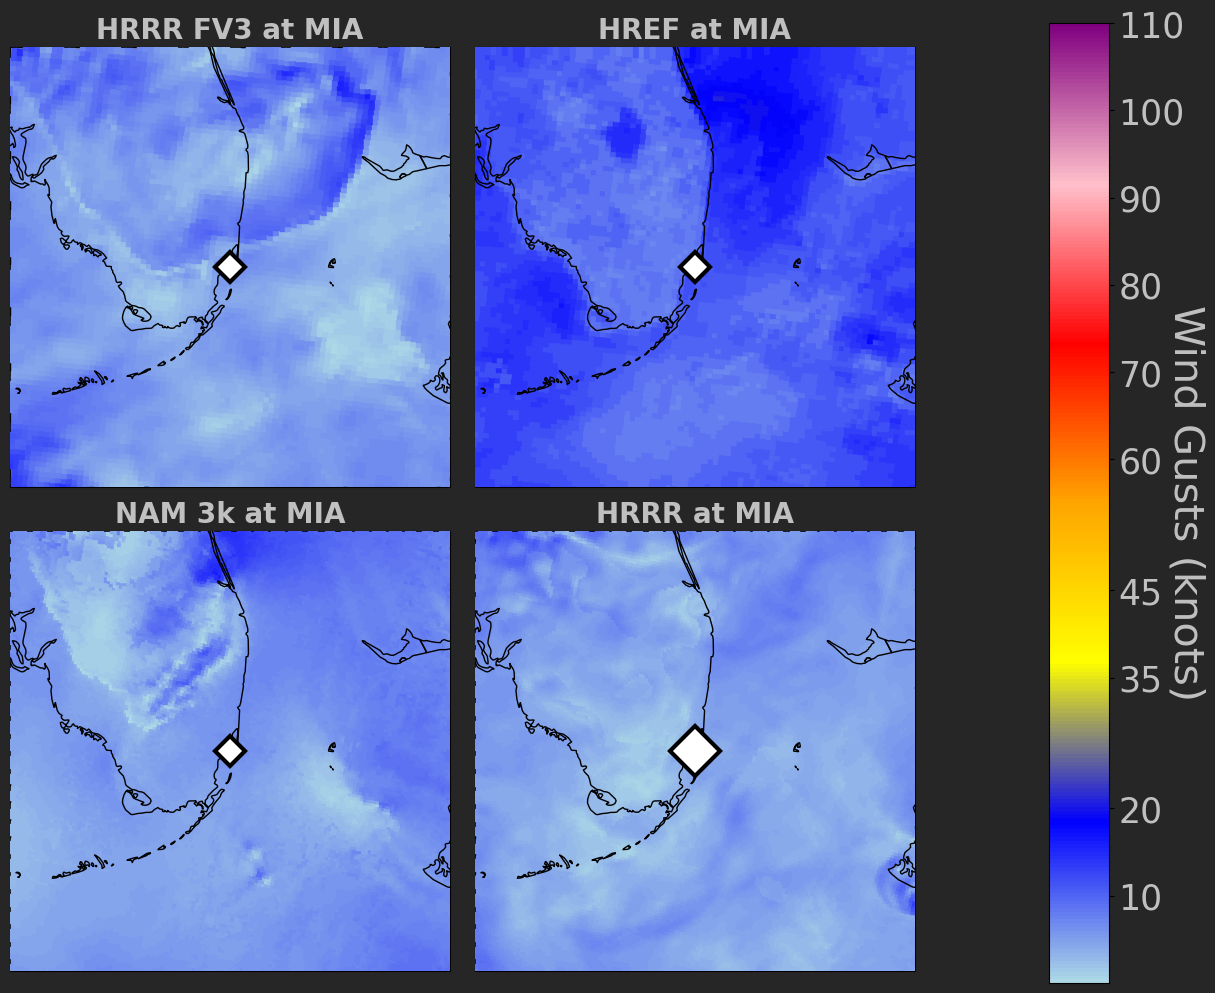 HRRR FV3 at MIA
HREF at MIA
NAM 3k at MIA
HRRR at MIA
110
100
90
80
70
60
45
35
20
10
Wind Gusts (knots)